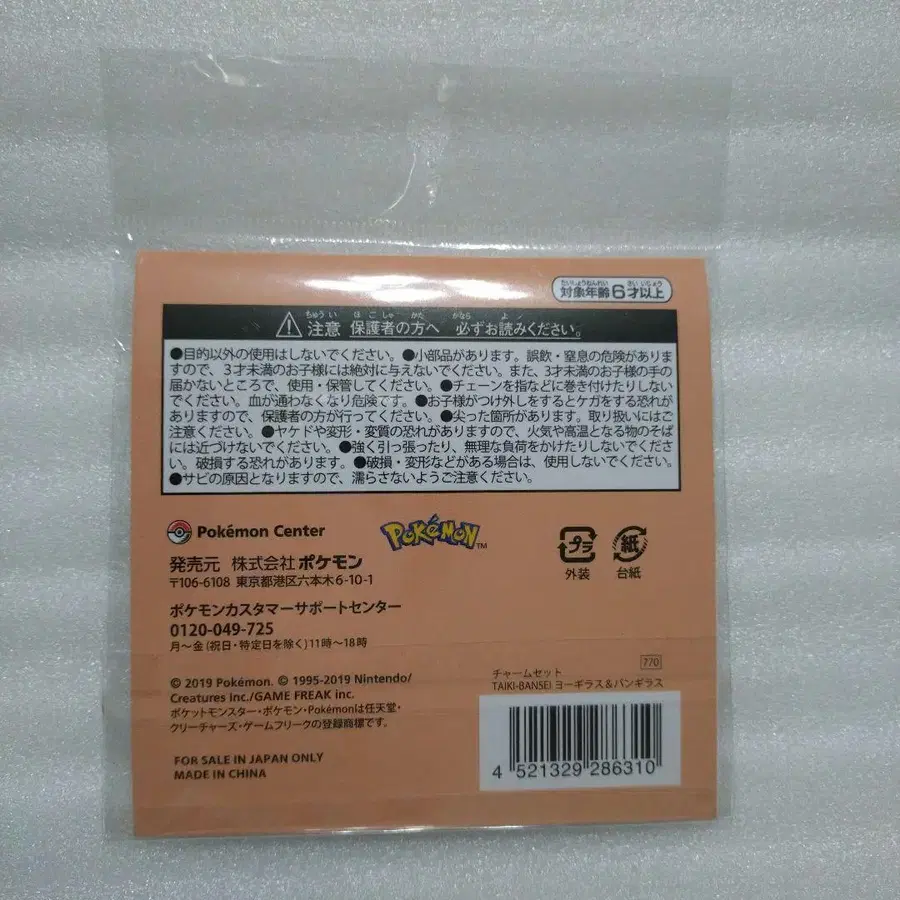 たいしょうねんれい さい いじょう
対象年齢6才以上
ちゅうい ほごしゃ かた かなら よ
注意 保護者の方へ 必ずお読みください。
●目的以外の使用はしないでください。●小部品があります。誤飲・窒息の危険がありま
すので、3才未満のお子様には絶対に与えないでください。また、3才未満のお子様の手の
届かないところで、使用・保管してください。●チェーンを指などに巻き付けたりしない
でください。血が通わなくなり危険です。●お子様がつけ外しをするとケガをする恐れが
ありますので、保護者の方が行ってください。●尖った箇所があります。取り扱いにはご
注意ください。●ヤケドや変形・変質の恐れがありますので、火気や高温となる物のそば
には近づけないでください。●強く引っ張ったり、無理な負荷をかけたりしないでくださ
い。破損する恐れがあります。●破損・変形などがある場合は、使用しないでください。
●サビの原因となりますので、濡らさないようご注意ください。
Pokémon Center
POKéMON TM
プラ
外装
紙
台紙
発売元 株式会社ポケモン
〒106-6108 東京都港区六本木6-10-1
ポケモンカスタマーサポートセンター
0120-049-725
月〜金(祝日・特定日を除く)11時〜18時
770
チャームセット
TAIKI-BANSEI ヨーギラス&バンギラス
© 2019 Pokémon. © 1995-2019 Nintendo/
Creatures Inc./GAME FREAK inc.
ポケットモンスター・ポケモン・Pokémonは任天堂・
クリーチャーズ・ゲームフリークの登録商標です。
FOR SALE IN JAPAN ONLY
MADE IN CHINA
4 521329 286310